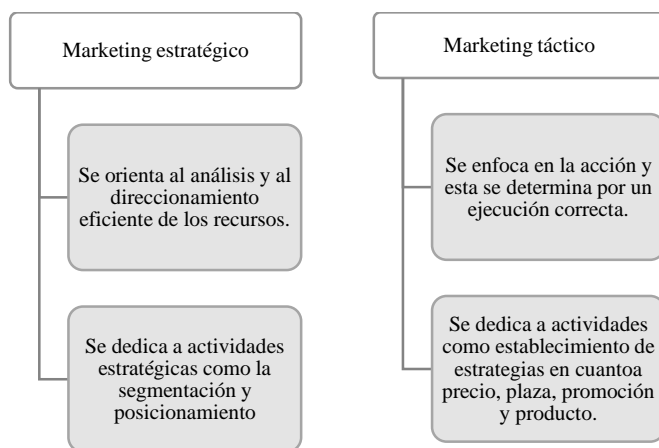 Marketing estratégico
Se orienta al análisis y al
direccionamiento
eficiente de los recursos.
Se dedica a actividades
estratégicas como la
segmentación y
posicionamiento
Marketing táctico
Se enfoca en la acción y
esta se determina por un
ejecución correcta.
Se dedica a actividades
como establecimiento de
estrategias en cuantoa
precio, plaza, promoción
y producto.